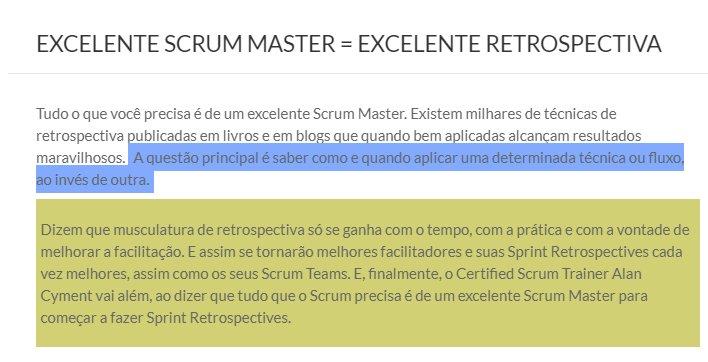 EXCELENTE SCRUM MASTER = EXCELENTE RETROSPECTIVA
Tudo o que você precisa é de um excelente Scrum Master. Existem milhares de técnicas de
retrospectiva publicadas em livros e em blogs que quando bem aplicadas alcançam resultados
maravilhosos. A questão principal é saber como e quando aplicar uma determinada técnica ou fluxo,
ao invés de outra.
Dizem que musculatura de retrospectiva só se ganha com o tempo, com a prática e com a vontade de
melhorar a facilitação. E assim se tornarão melhores facilitadores e suas Sprint Retrospectives cada
vez melhores, assim como os seus Scrum Teams. E, finalmente, o Certified Scrum Trainer Alan
Cyment vai além, ao dizer que tudo que o Scrum precisa é de um excelente Scrum Master para
começar a fazer Sprint Retrospectives.